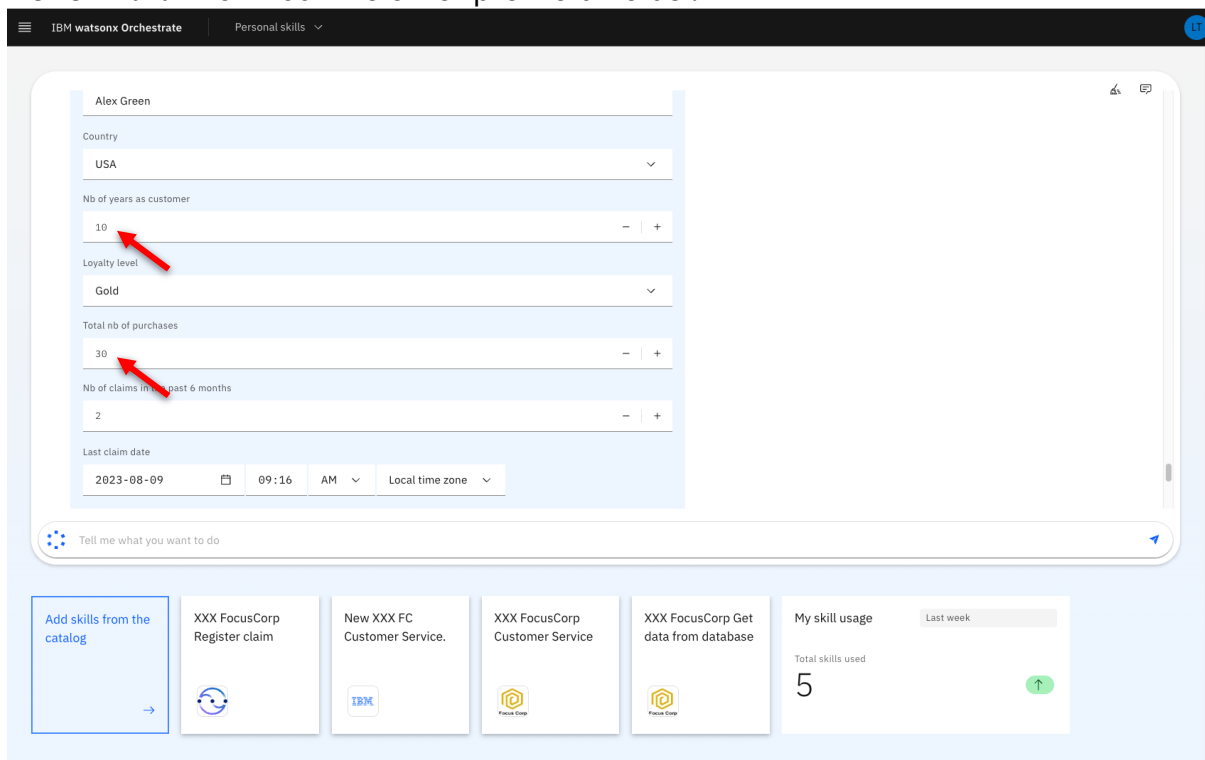 IBM watsonx Orchestrate
Personal skills
LT
Alex Green
Country
USA
Nb of years as customer
10
Loyalty level
Gold
Total nb of purchases
30
Nb of claims in past 6 months
2
Last claim date
2023-08-09 09:16 AM Local time zone
Tell me what you want to do
Add skills from the
catalog
XXX FocusCorp
Register claim
New XXX FC
Customer Service.
IBM
XXX FocusCorp
Customer Service
Focus Corp
XXX FocusCorp Get
data from database
Focus Corp
My skill usage
Last week
Total skills used
5